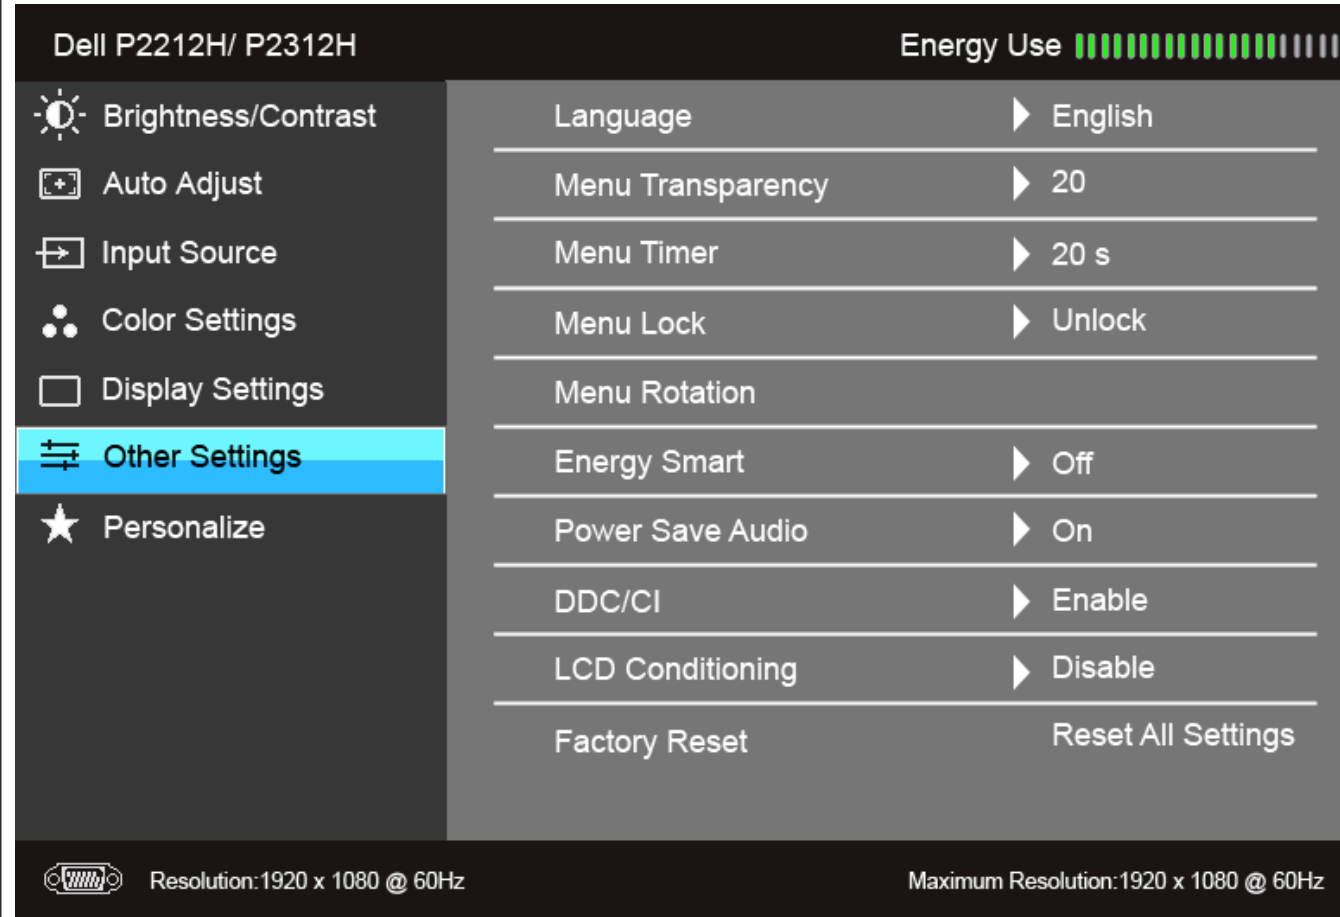 Dell P2212H/ P2312H
Energy Use
Brightness/Contrast
Auto Adjust
Input Source
Color Settings
Display Settings
Other Settings
Personalize
Language English
Menu Transparency 20
Menu Timer 20 s
Menu Lock Unlock
Menu Rotation
Energy Smart Off
Power Save Audio On
DDC/CI Enable
LCD Conditioning Disable
Factory Reset Reset All Settings
Resolution:1920 x 1080 @ 60Hz
Maximum Resolution:1920 x 1080 @ 60Hz